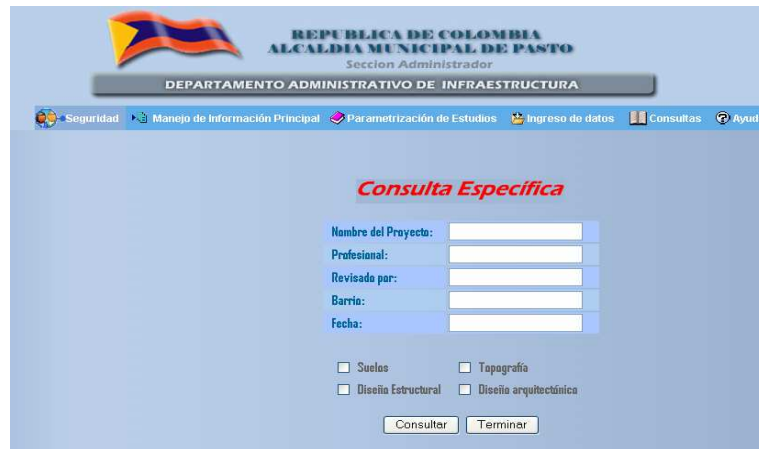 REPUBLICA DE COLOMBIA
ALCALDIA MUNICIPAL DE PASTO
Seccion Administrador
DEPARTAMENTO ADMINISTRATIVO DE INFRAESTRUCTURA
Seguridad Manejo de Información Principal Parametrización de Estudios Ingreso de datos Consultas Ayud
Consulta Específica
Nombre del Proyecto:
Profesional:
Revisado por:
Barrio:
Fecha:
Suelos Topografía
Diseño Estructural Diseño arquitectónico
Consultar Terminar